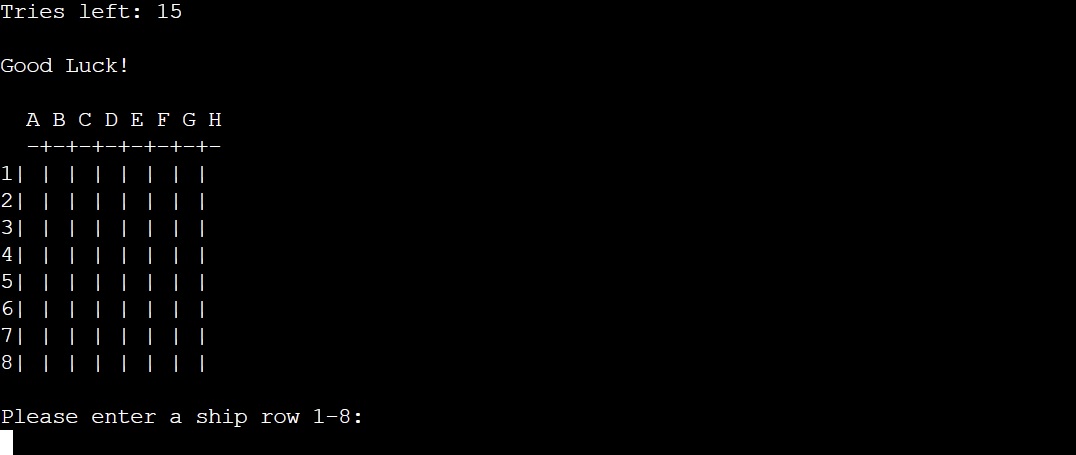 Tries left: 15
Good Luck!
  A B C D E F G H
  -+-+-+-+-+-+-+-
1| | | | | | | |
2| | | | | | | |
3| | | | | | | |
4| | | | | | | |
5| | | | | | | |
6| | | | | | | |
7| | | | | | | |
8| | | | | | | |
Please enter a ship row 1-8: